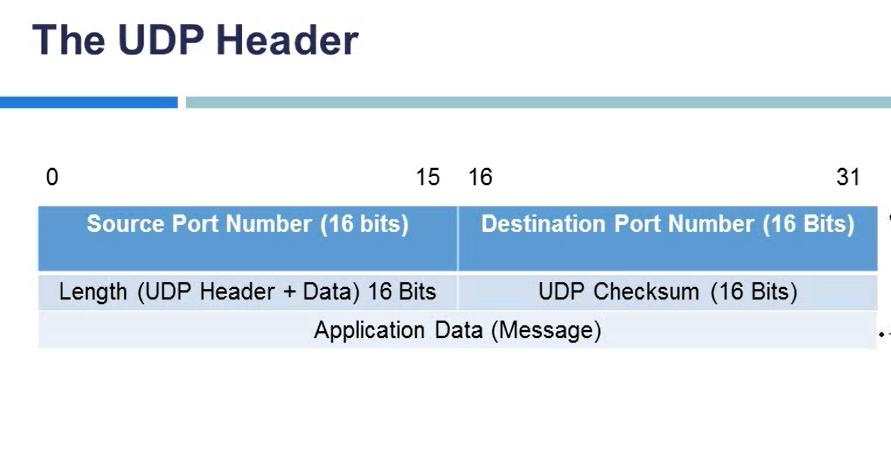 The UDP Header
0 15 16 31
Source Port Number (16 bits) Destination Port Number (16 Bits)
Length (UDP Header + Data) 16 Bits UDP Checksum (16 Bits)
Application Data (Message)